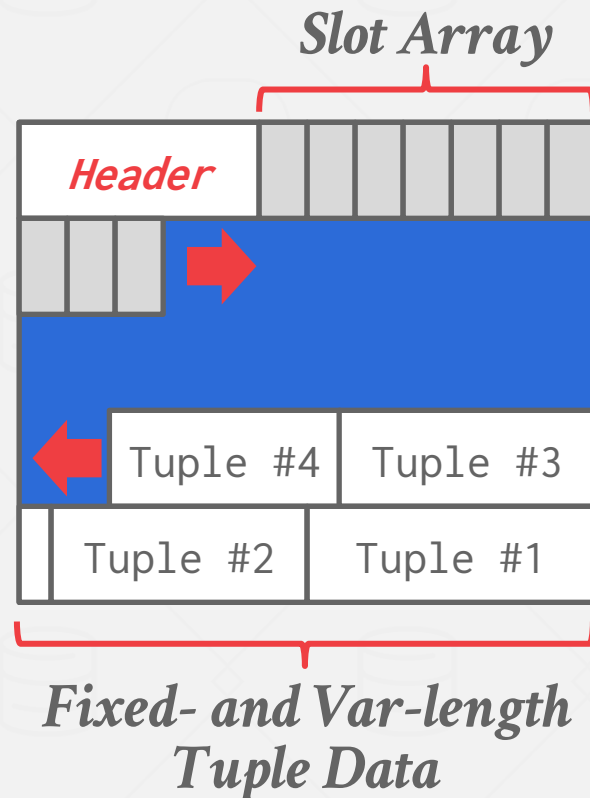 Slot Array
Header
Tuple #4 Tuple #3
Tuple #2 Tuple #1
Fixed- and Var-length
Tuple Data